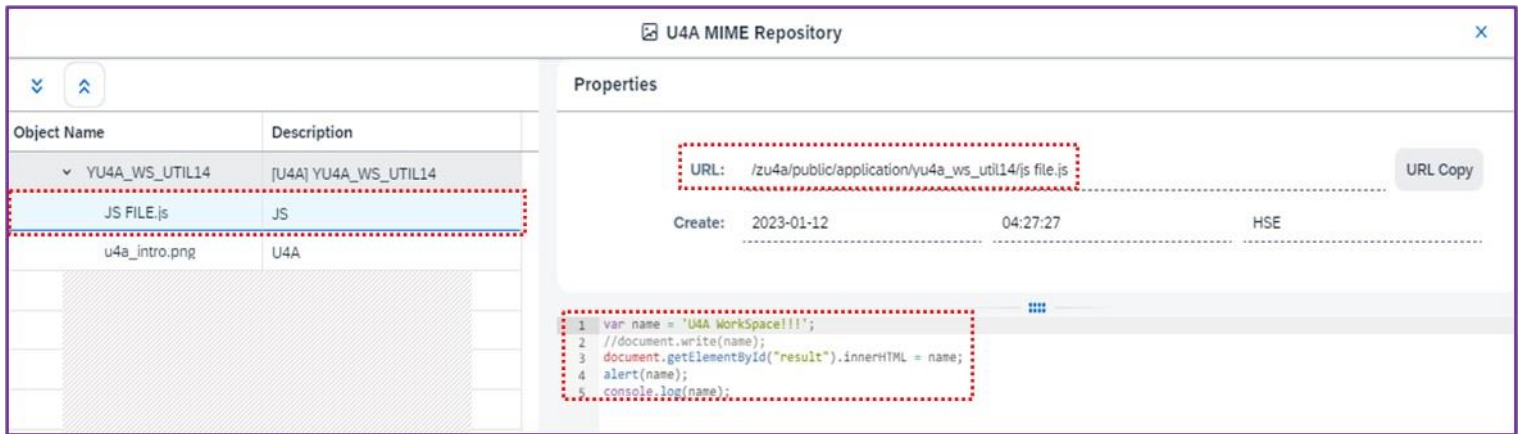 U4A MIME Repository
Object Name Description
YU4A_WS_UTIL14 [U4A] YU4A_WS_UTIL14
JS FILE.js JS
u4a_intro.png U4A
Properties
URL: /zu4a/public/application/yu4a_ws_util14/js file.js URL Copy
Create: 2023-01-12 04:27:27 HSE
1 var name = 'U4A WorkSpace!!!';
2 //document.write(name);
3 document.getElementById("result").innerHTML = name;
4 alert(name);
5 console.log(name);